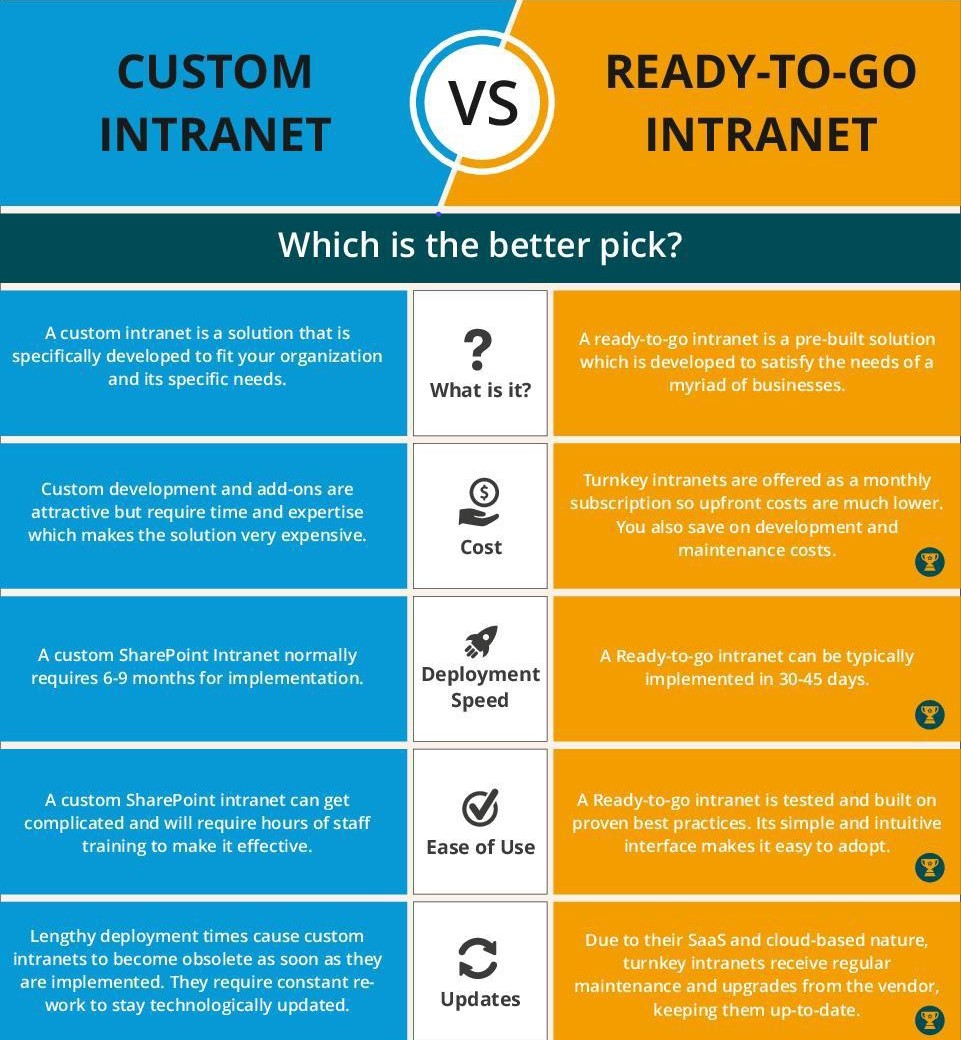 CUSTOM
INTRANET
VS
READY-TO-GO
INTRANET
Which is the better pick?
A custom intranet is a solution that is
specifically developed to fit your organization
and its specific needs.
What is it?
A ready-to-go intranet is a pre-built solution
which is developed to satisfy the needs of a
myriad of businesses.
Custom development and add-ons are
attractive but require time and expertise
which makes the solution very expensive.
$
Cost
Turnkey intranets are offered as a monthly
subscription so upfront costs are much lower.
You also save on development and
maintenance costs.
A custom SharePoint Intranet normally
requires 6-9 months for implementation.
Deployment
Speed
A Ready-to-go intranet can be typically
implemented in 30-45 days.
A custom SharePoint intranet can get
complicated and will require hours of staff
training to make it effective.
Ease of Use
A Ready-to-go intranet is tested and built on
proven best practices. Its simple and intuitive
interface makes it easy to adopt.
Lengthy deployment times cause custom
intranets to become obsolete as soon as they
are implemented. They require constant re-
work to stay technologically updated.
Updates
Due to their SaaS and cloud-based nature,
turnkey intranets receive regular
maintenance and upgrades from the vendor,
keeping them up-to-date.